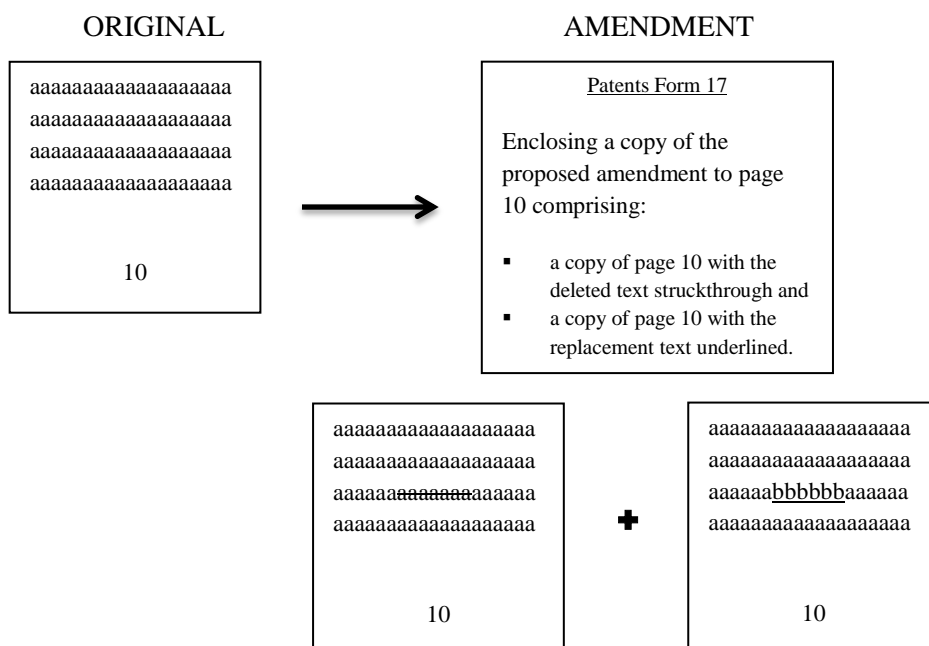 ORIGINAL
AMENDMENT
aaaaaaaaaaaaaaaaaaa
aaaaaaaaaaaaaaaaaaa
aaaaaaaaaaaaaaaaaaa
aaaaaaaaaaaaaaaaaaa
10
Patents Form 17
Enclosing a copy of the
proposed amendment to page
10 comprising:
▪ a copy of page 10 with the
deleted text struckthrough and
▪ a copy of page 10 with the
replacement text underlined.
aaaaaaaaaaaaaaaaaaa
aaaaaaaaaaaaaaaaaaa
aaaaaaaaaaaaaaaaaaa
aaaaaaaaaaaaaaaaaaa
10
aaaaaaaaaaaaaaaaaaa
aaaaaaaaaaaaaaaaaaa
aaaaaabbbbbbaaaaaa
aaaaaaaaaaaaaaaaaaa
10